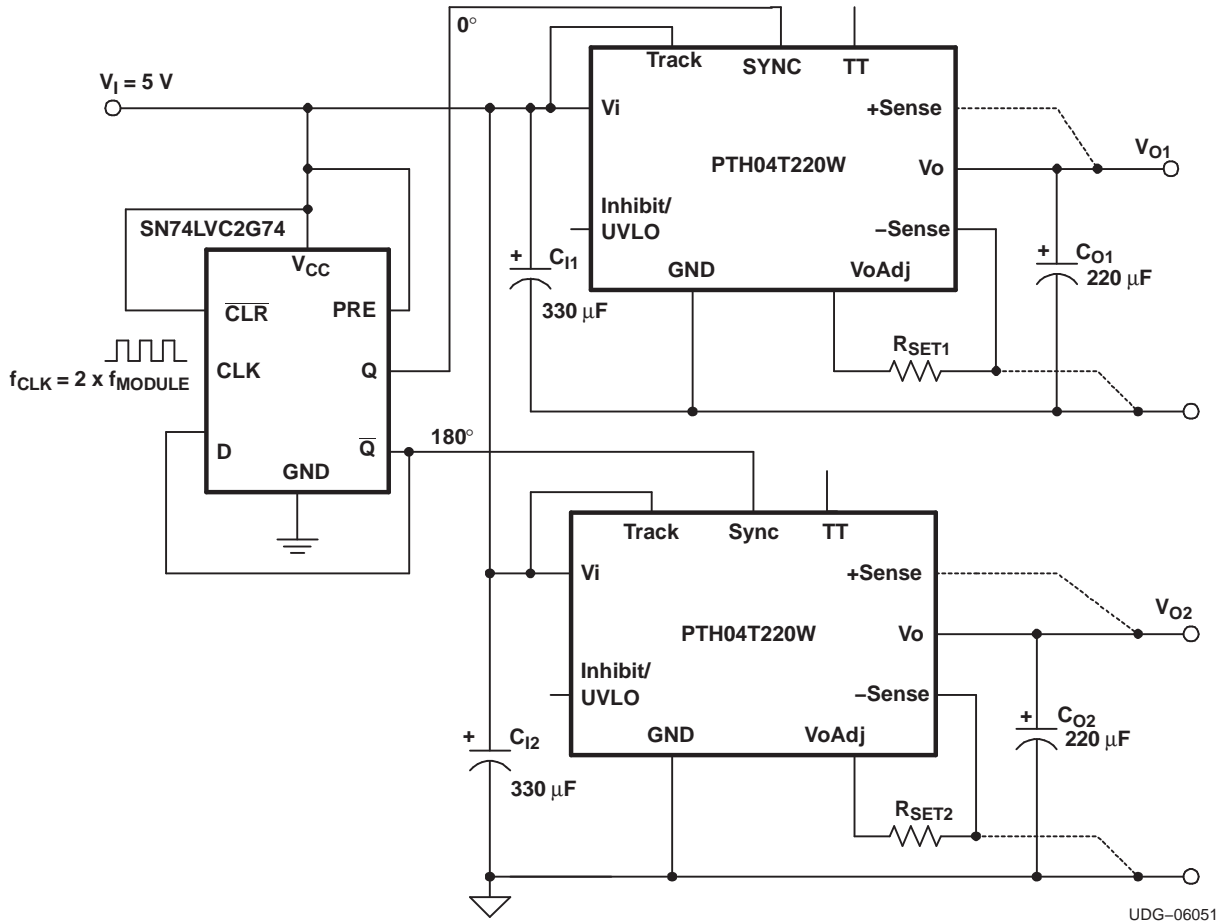 0°
V_I = 5 V
Track
SYNC
TT
Vi
+Sense
PTH04T220W
Vo
V_O1
Inhibit/
UVLO
−Sense
GND
VoAdj
+
C_I1
330 μF
+
C_O1
220 μF
R_SET1
SN74LVC2G74
V_CC
C̅L̅R̅
PRE
CLK
Q
f_CLK = 2 x f_MODULE
D
Q̅
GND
180°
Track
Sync
TT
Vi
+Sense
PTH04T220W
Vo
V_O2
Inhibit/
UVLO
−Sense
GND
VoAdj
+
C_I2
330 μF
+
C_O2
220 μF
R_SET2
UDG−06051